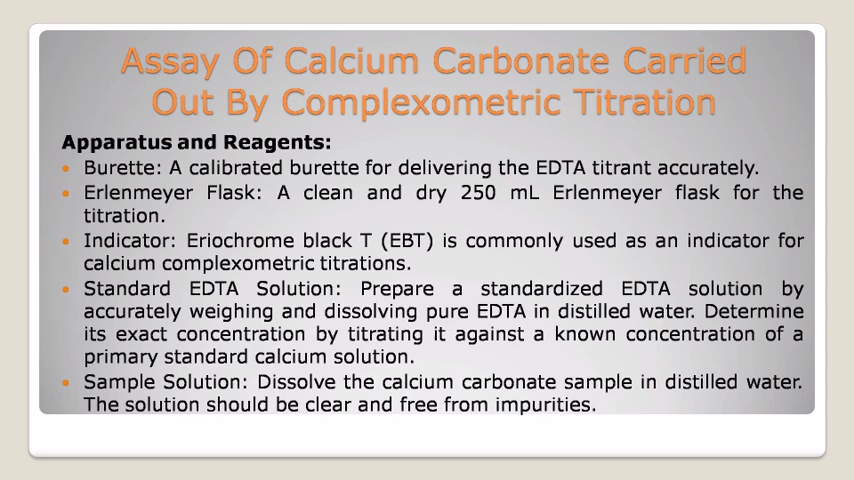 Assay Of Calcium Carbonate Carried
Out By Complexometric Titration
Apparatus and Reagents:
• Burette: A calibrated burette for delivering the EDTA titrant accurately.
• Erlenmeyer Flask: A clean and dry 250 mL Erlenmeyer flask for the
titration.
• Indicator: Eriochrome black T (EBT) is commonly used as an indicator for
calcium complexometric titrations.
• Standard EDTA Solution: Prepare a standardized EDTA solution by
accurately weighing and dissolving pure EDTA in distilled water. Determine
its exact concentration by titrating it against a known concentration of a
primary standard calcium solution.
• Sample Solution: Dissolve the calcium carbonate sample in distilled water.
The solution should be clear and free from impurities.